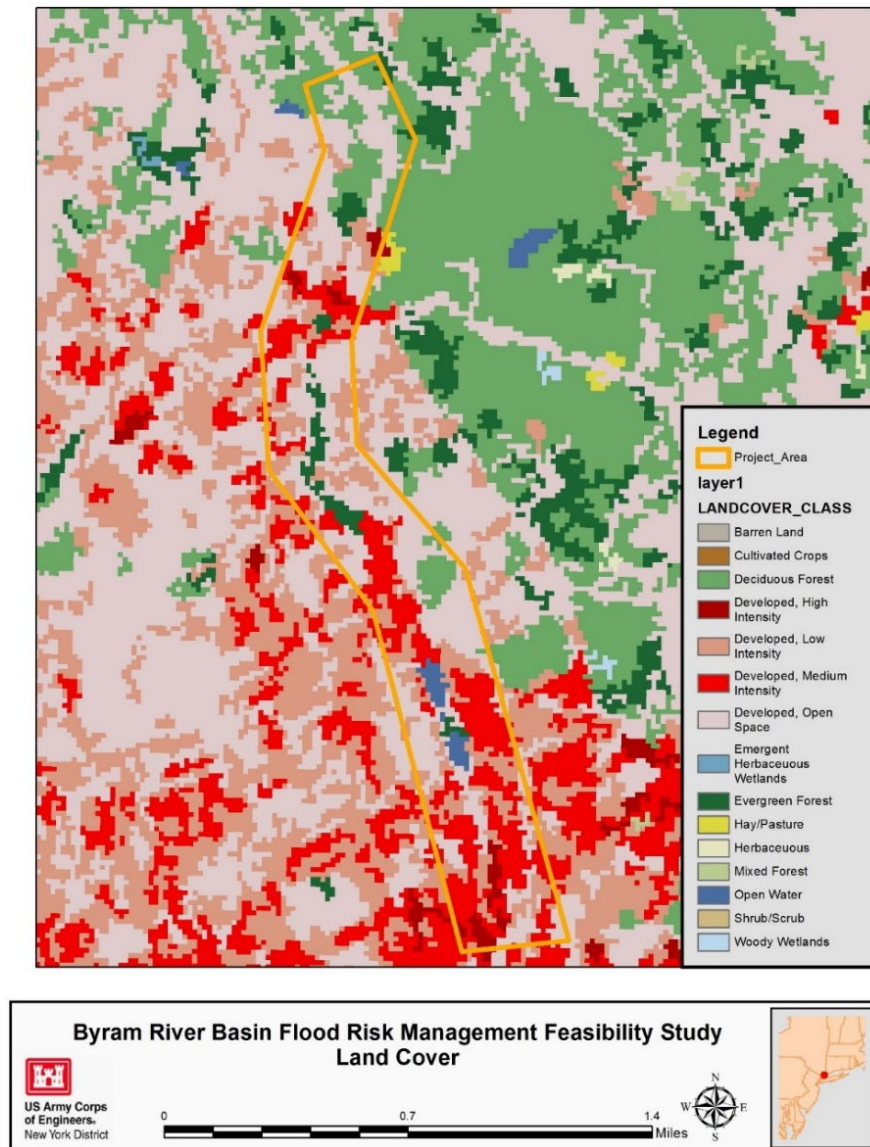 Legend
Project_Area
layer1
LANDCOVER_CLASS
Barren Land
Cultivated Crops
Deciduous Forest
Developed, High
Intensity
Developed, Low
Intensity
Developed, Medium
Intensity
Developed, Open
Space
Emergent
Herbaceous
Wetlands
Evergreen Forest
Hay/Pasture
Herbaceuous
Mixed Forest
Open Water
Shrub/Scrub
Woody Wetlands
Byram River Basin Flood Risk Management Feasibility Study
Land Cover
US Army Corps
of Engineers®
New York District
0 0.7 1.4
Miles
N
W E
S